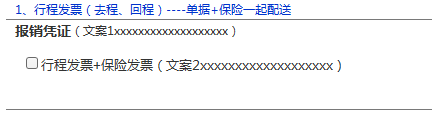 1、行程发票（去程、回程）----单据+保险一起配送
报销凭证（文案1xxxxxxxxxxxxxxxxxxx）
行程发票+保险发票（文案2xxxxxxxxxxxxxxxxxxx）